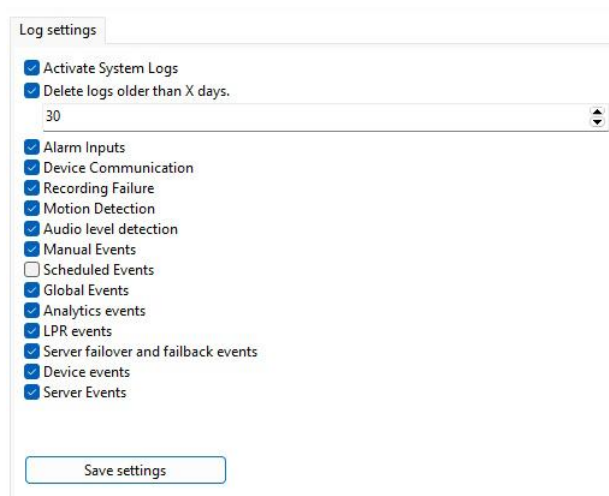 Log settings
Activate System Logs
Delete logs older than X days.
30
Alarm Inputs
Device Communication
Recording Failure
Motion Detection
Audio level detection
Manual Events
Scheduled Events
Global Events
Analytics events
LPR events
Server failover and failback events
Device events
Server Events
Save settings